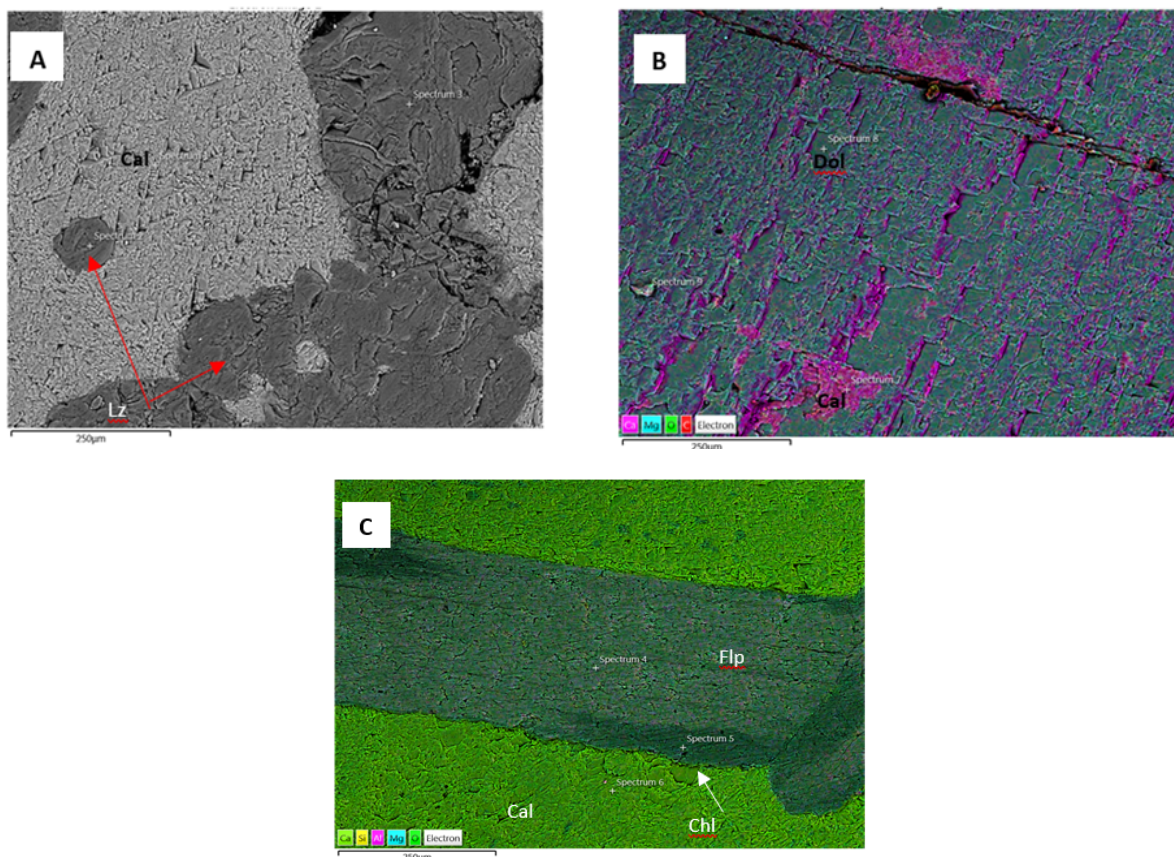 A
Spectrum 3
Cal
Lz
250µm
B
Spectrum 8
Dol
Spectrum 9
Spectrum 7
Cal
Ca Mg O C Electron
250µm
C
Spectrum 4
Flp
Spectrum 5
Spectrum 6
Cal
Chl
Ca Si Al Mg O Electron
250µm